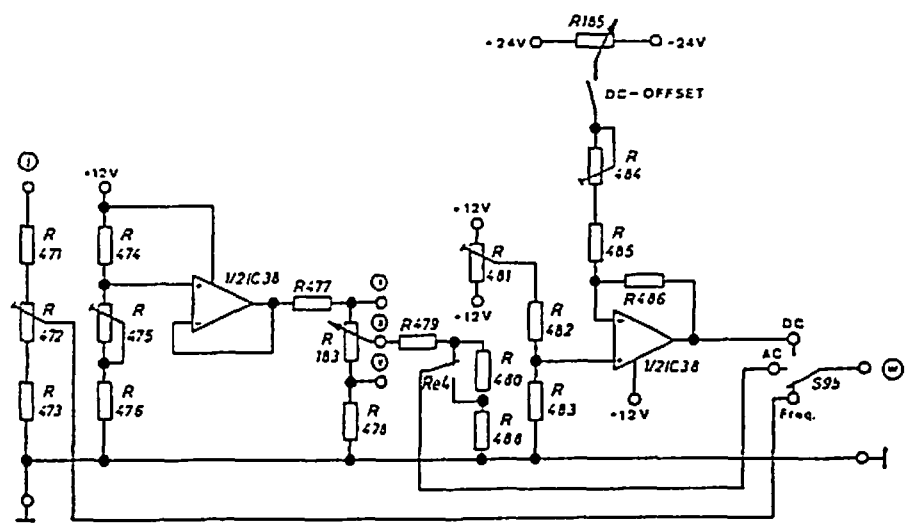 R185
+24V
-24V
DC-OFFSET
R
484
+12V
R
471
R
474
1/2IC38
R477
+12V
R
481
R
485
R486
R
472
R
475
R
183
R479
R
482
1/2IC38
DC
AC
S9b
R
473
R
476
R
478
Re4
R
480
R
488
+12V
R
483
+12V
Freq.